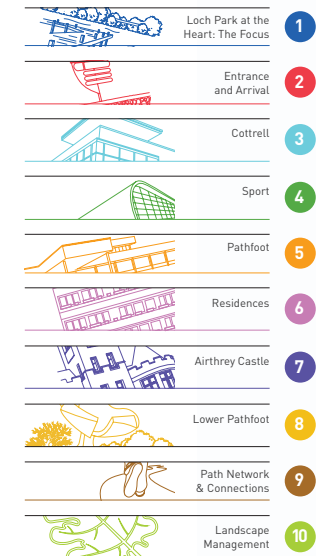 Loch Park at the
Heart: The Focus
1
Entrance
and Arrival
2
Cottrell
3
Sport
4
Pathfoot
5
Residences
6
Airthrey Castle
7
Lower Pathfoot
8
Path Network
& Connections
9
Landscape
Management
10